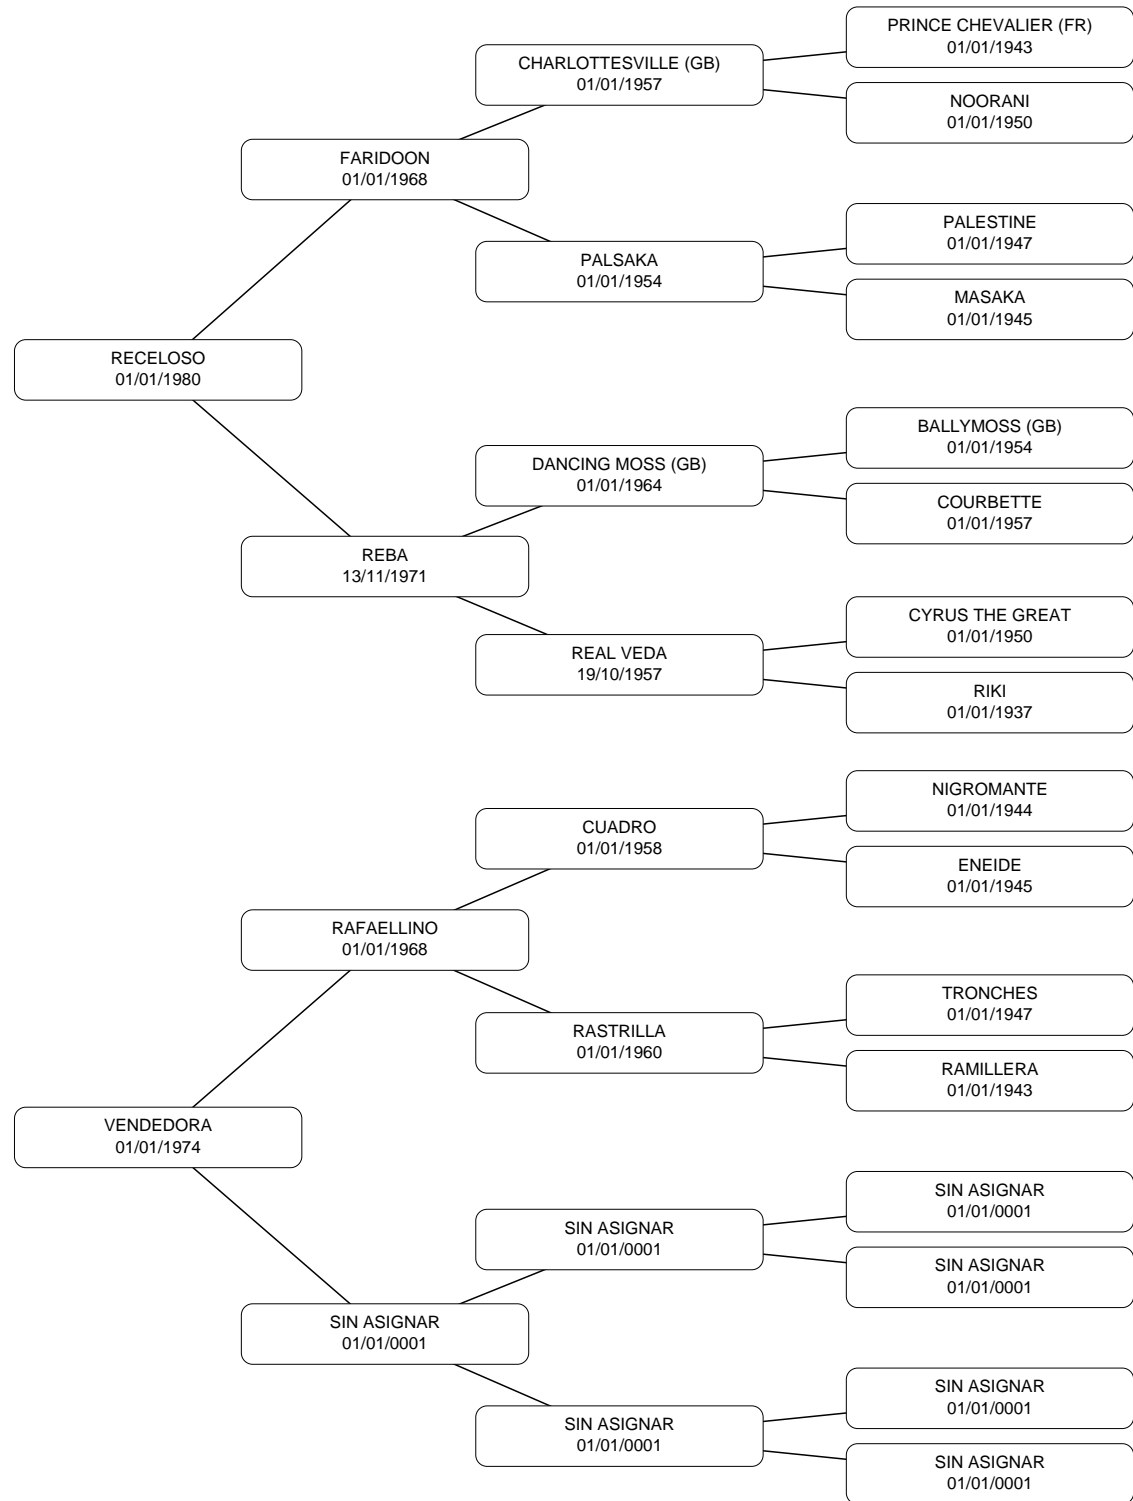 PRINCE CHEVALIER (FR)
01/01/1943
CHARLOTTESVILLE (GB)
01/01/1957
NOORANI
01/01/1950
FARIDOON
01/01/1968
PALESTINE
01/01/1947
PALSAKA
01/01/1954
MASAKA
01/01/1945
RECELOSO
01/01/1980
BALLYMOSS (GB)
01/01/1954
DANCING MOSS (GB)
01/01/1964
COURBETTE
01/01/1957
REBA
13/11/1971
CYRUS THE GREAT
01/01/1950
REAL VEDA
19/10/1957
RIKI
01/01/1937
NIGROMANTE
01/01/1944
CUADRO
01/01/1958
ENEIDE
01/01/1945
RAFAELLINO
01/01/1968
TRONCHES
01/01/1947
RASTRILLA
01/01/1960
RAMILLERA
01/01/1943
VENDEDORA
01/01/1974
SIN ASIGNAR
01/01/0001
SIN ASIGNAR
01/01/0001
SIN ASIGNAR
01/01/0001
SIN ASIGNAR
01/01/0001
SIN ASIGNAR
01/01/0001
SIN ASIGNAR
01/01/0001
SIN ASIGNAR
01/01/0001